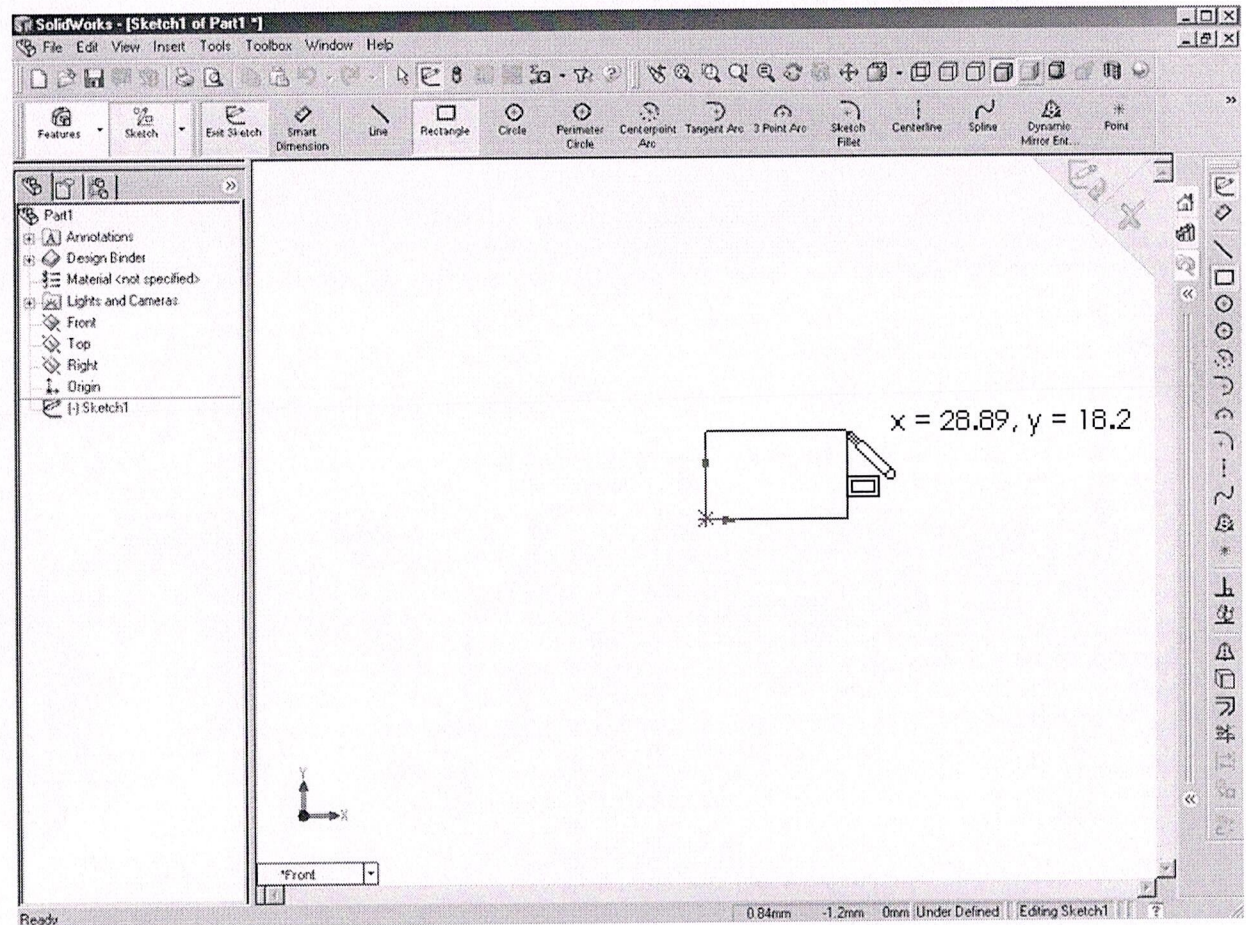 SolidWorks - [Sketch1 of Part1 *]
File Edit View Insert Tools Toolbox Window Help
Features Sketch Exit Sketch Smart Dimension Line Rectangle Circle Perimeter Circle Centerpoint Arc Tangent Arc 3 Point Arc Sketch Fillet Centerline Spline Dynamic Mirror Ent... Point
Part1
Annotations
Design Binder
Material <not specified>
Lights and Cameras
Front
Top
Right
Origin
(-) Sketch1
x = 28.89, y = 18.2
Y
X
*Front
Ready
0.84mm -1.2mm 0mm Under Defined Editing Sketch1